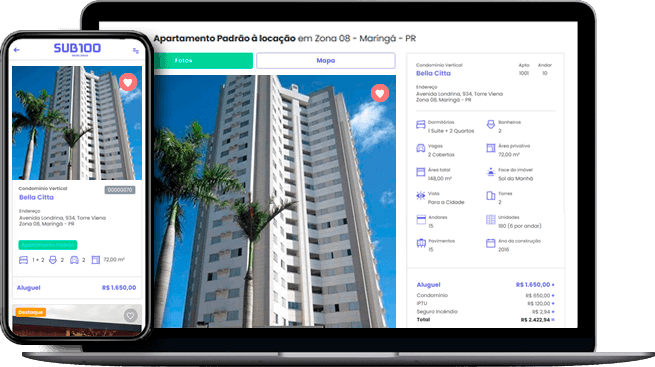 SUB100
Condomínio Vertical
00000070
Bella Citta
Endereço
Avenida Londrina, 934, Torre Viena
Zona 08, Maringá - PR
1 + 2
2
2
72,00 m²
Aluguel
R$ 1.650,00
Destaque
Apartamento Padrão à locação em Zona 08 - Maringá - PR
Fotos
Mapa
Condomínio Vertical
Bella Citta
Apto
1001
Andar
10
Endereço
Avenida Londrina, 934, Torre Viena
Zona 08, Maringá - PR
Dormitórios
1 Suíte + 2 Quartos
Banheiros
2
Vagas
2 Cobertas
Área privativa
72,00 m²
Área total
148,00 m²
Face do imóvel
Sol da Manhã
Vista
Para a Cidade
Torres
2
Andares
15
Unidades
180 (6 por andar)
Pavimentos
15
Ano da construção
2016
Aluguel
R$ 1.650,00 +
Condomínio
R$ 650,00 +
IPTU
R$ 120,00 +
Seguro Incêndio
R$ 2,94 +
Total
R$ 2.422,94 =